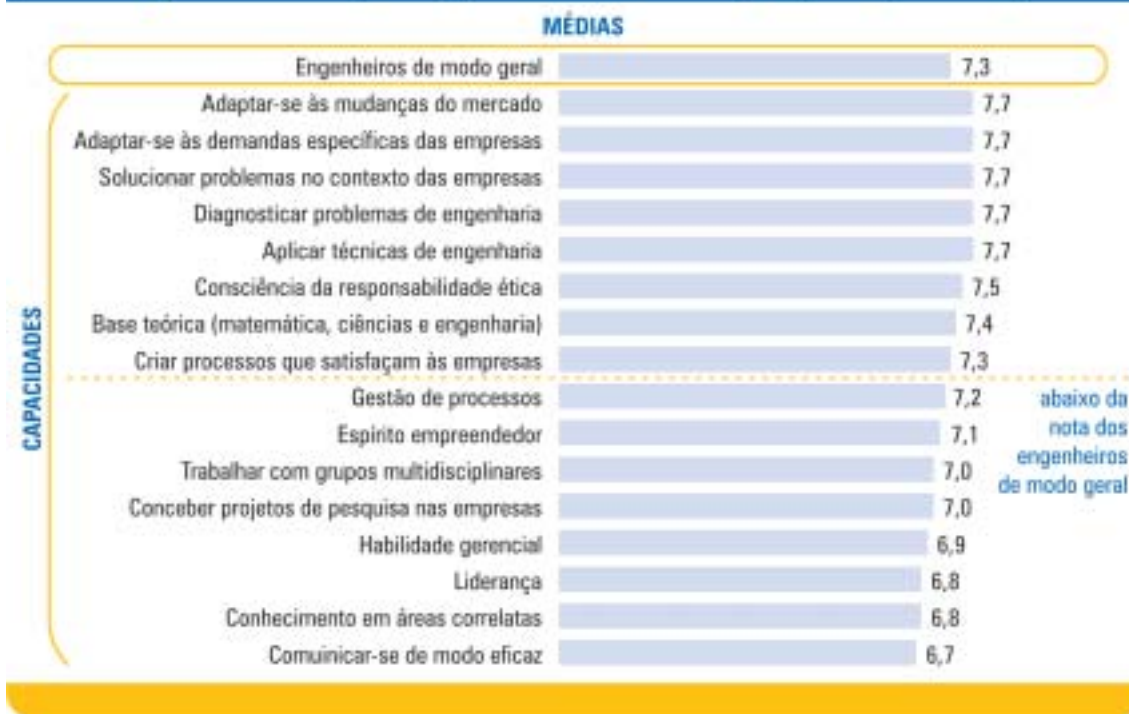 MÉDIAS
Engenheiros de modo geral 7,3
Adaptar-se às mudanças do mercado 7,7
Adaptar-se às demandas específicas das empresas 7,7
Solucionar problemas no contexto das empresas 7,7
Diagnosticar problemas de engenharia 7,7
Aplicar técnicas de engenharia 7,7
Consciência da responsabilidade ética 7,5
Base teórica (matemática, ciências e engenharia) 7,4
Criar processos que satisfaçam às empresas 7,3
Gestão de processos 7,2
Espírito empreendedor 7,1
Trabalhar com grupos multidisciplinares 7,0
Conceber projetos de pesquisa nas empresas 7,0
Habilidade gerencial 6,9
Liderança 6,8
Conhecimento em áreas correlatas 6,8
Comuinicar-se de modo eficaz 6,7
CAPACIDADES
abaixo da
nota dos
engenheiros
de modo geral